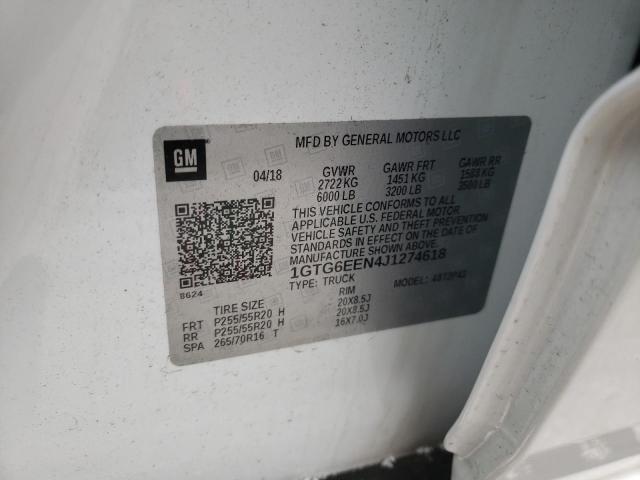 MFD BY GENERAL MOTORS LLC
GM
04/18 GVWR GAWR FRT GAWR RR
2722 KG 1451 KG 1588 KG
6000 LB 3200 LB 3500 LB
THIS VEHICLE CONFORMS TO ALL
APPLICABLE U.S. FEDERAL MOTOR
VEHICLE SAFETY AND THEFT PREVENTION
STANDARDS IN EFFECT ON THE DATE OF
MANUFACTURE SHOWN ABOVE.
1GTG6EEN4J1274618
8624
TYPE: TRUCK MODEL:
TIRE SIZE RIM
FRT P255/55R20 H 20X8.5J
RR P255/55R20 H 20X8.5J
SPA 265/70R16 T 16X7.0J